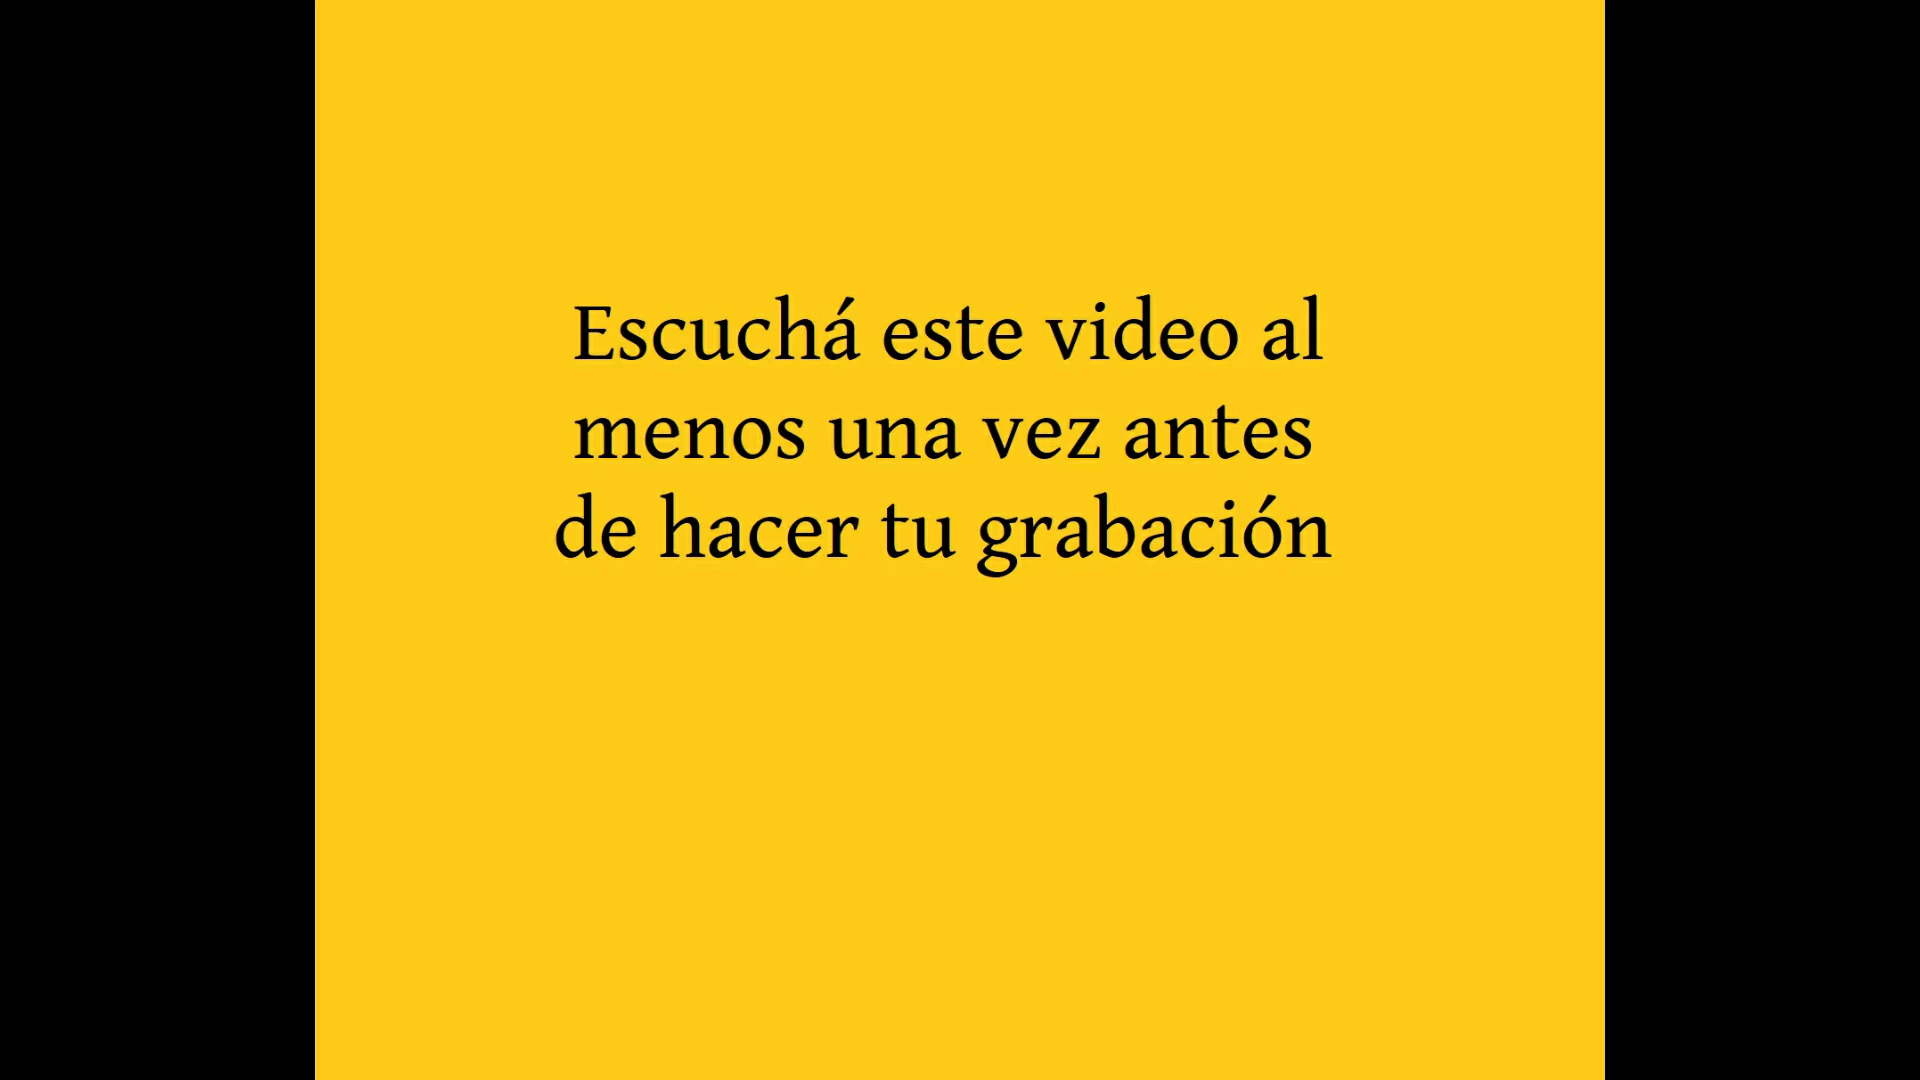 Escuchá este video al
menos una vez antes
de hacer tu grabación